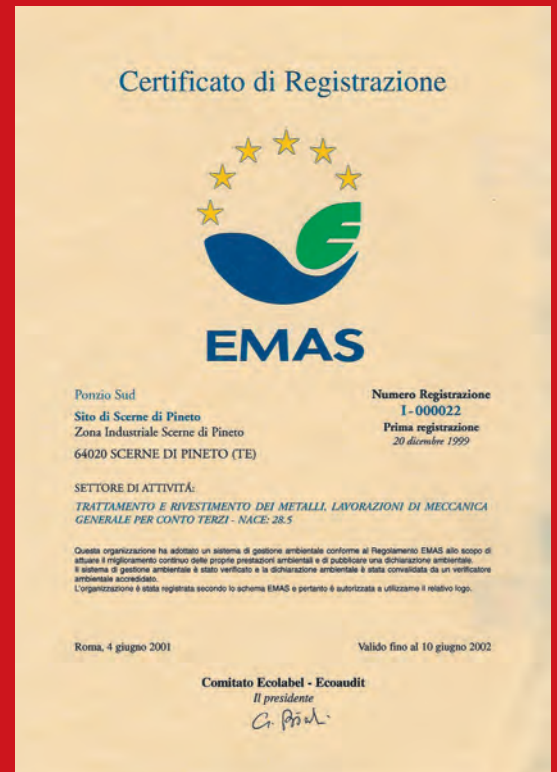 Certificato di Registrazione
EMAS
Ponzio Sud
Sito di Scerne di Pineto
Zona Industriale Scerne di Pineto
64020 SCERNE DI PINETO (TE)
Numero Registrazione
I-000022
Prima registrazione
20 dicembre 1999
SETTORE DI ATTIVITÁ:
TRATTAMENTO E RIVESTIMENTO DEI METALLI, LAVORAZIONI DI MECCANICA
GENERALE PER CONTO TERZI - NACE: 28.5
Questa organizzazione ha adottato un sistema di gestione ambientale conforme al Regolamento EMAS allo scopo di
attuare il miglioramento continuo delle proprie prestazioni ambientali e di pubblicare una dichiarazione ambientale.
Il sistema di gestione ambientale è stato verificato e la dichiarazione ambientale è stata convalidata da un verificatore
ambientale accreditato.
L'organizzazione è stata registrata secondo lo schema EMAS e pertanto è autorizzata a utilizzarne il relativo logo.
Roma, 4 giugno 2001
Valido fino al 10 giugno 2002
Comitato Ecolabel - Ecoaudit
Il presidente